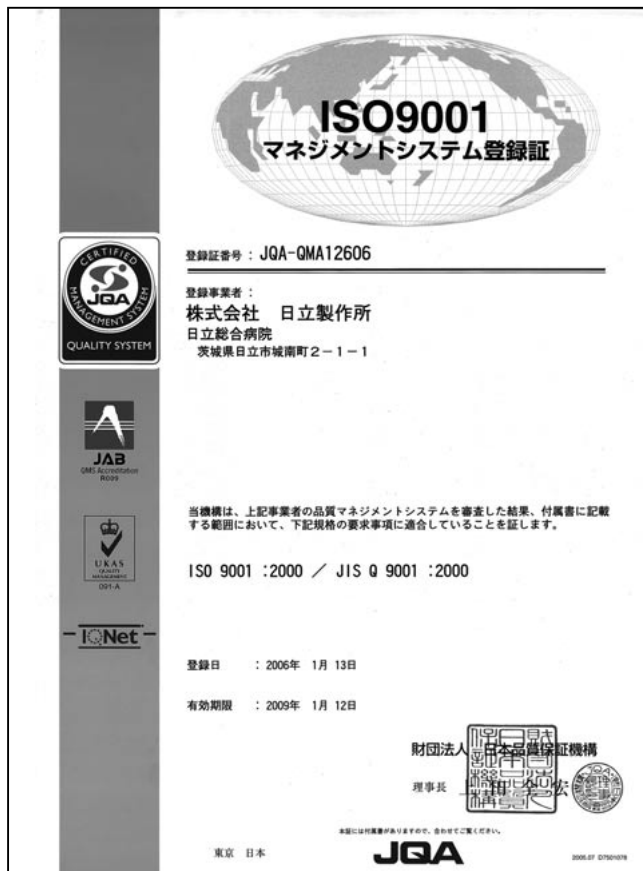 ISO9001
マネジメントシステム登録証
登録証番号 : JQA-QMA12606
登録事業者 :
株式会社 日立製作所
日立総合病院
茨城県日立市城南町2-1-1
CERTIFIED
MANAGEMENT SYSTEM
JQA
QUALITY SYSTEM
JAB
QMS Accreditation
R009
UKAS
QUALITY
MANAGEMENT
091-A
IQNet
当機構は、上記事業者の品質マネジメントシステムを審査した結果、付属書に記載
する範囲において、下記規格の要求事項に適合していることを証します。
ISO 9001 :2000 / JIS Q 9001 :2000
登録日 : 2006年 1月 13日
有効期限 : 2009年 1月 12日
財団法人 日本品質保証機構
理事長 上田全宏
本証には付属書がありますので、合わせてご覧ください。
東京 日本
JQA
2005.07 D7501078